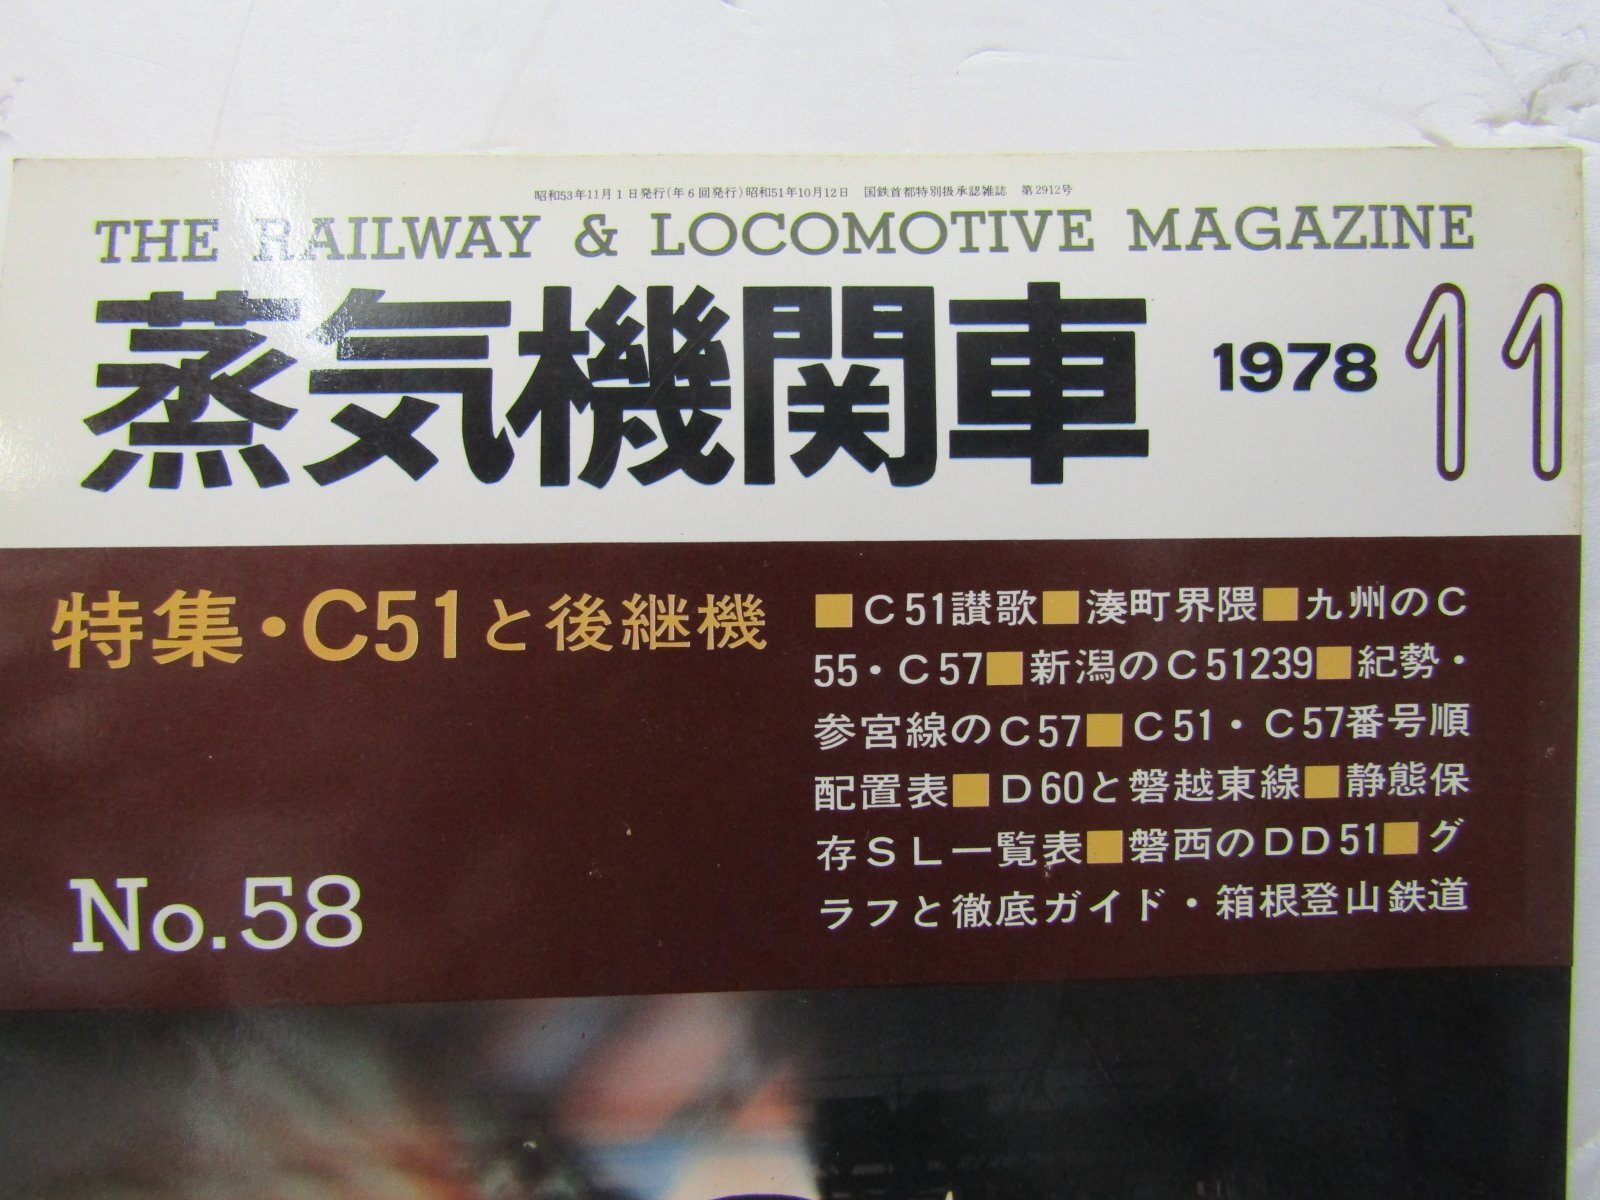 昭和53年11月1日発行(年6回発行)昭和51年10月12日 国鉄首都特別扱承認雑誌 第2912号
THE RAILWAY & LOCOMOTIVE MAGAZINE
蒸気機関車 1978 11
特集・C51と後継機
■C51讃歌■湊町界隈■九州のC
55・C57■新潟のC51239■紀勢・
参宮線のC57■C51・C57番号順
配置表■D60と磐越東線■静態保
存SL一覧表■磐西のDD51■グ
ラフと徹底ガイド・箱根登山鉄道
No.58